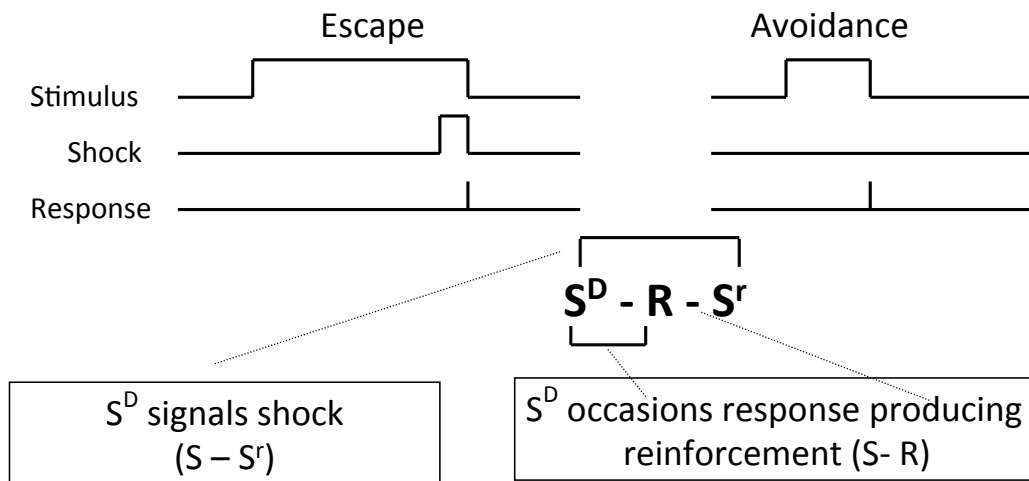 Escape
Avoidance
Stimulus
Shock
Response
Sᴰ - R - Sʳ
Sᴰ signals shock
(S – Sʳ)
Sᴰ occasions response producing
reinforcement (S- R)